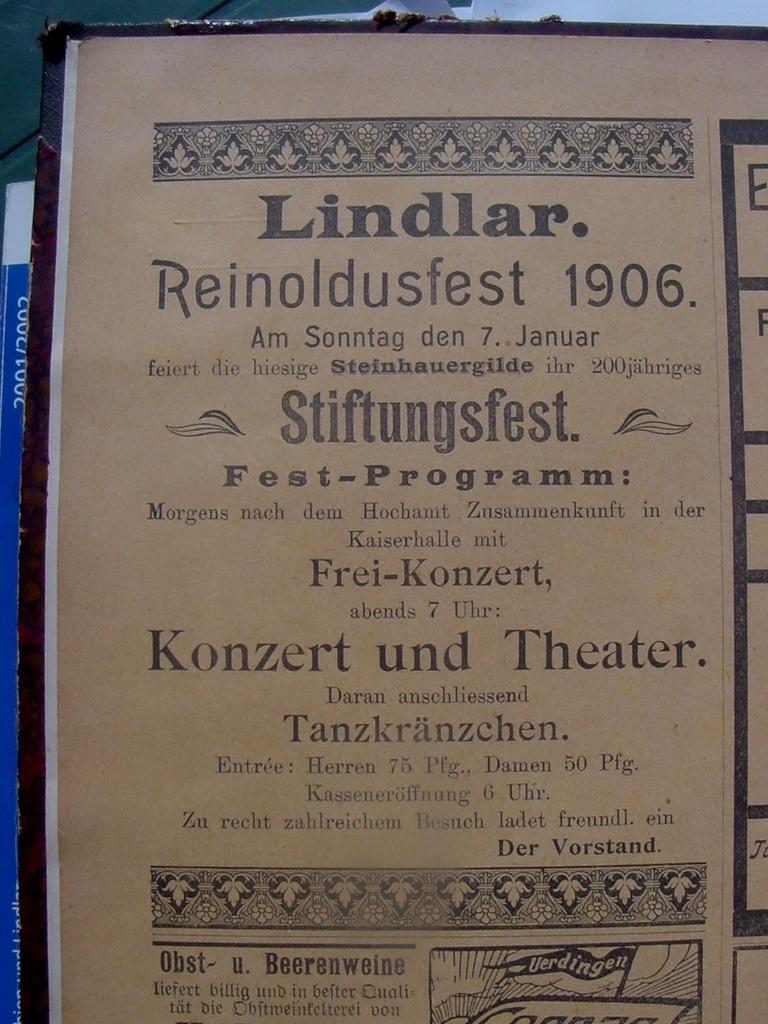 Lindlar.
Reinoldusfest 1906.
Am Sonntag den 7. Januar
feiert die hiesige Steinhauergilde ihr 200jähriges
Stiftungsfest.
Fest-Programm:
Morgens nach dem Hochamt Zusammenkunft in der
Kaiserhalle mit
Frei-Konzert,
abends 7 Uhr:
Konzert und Theater.
Daran anschliessend
Tanzkränzchen.
Entrée: Herren 75 Pfg., Damen 50 Pfg.
Kasseneröffnung 6 Uhr.
Zu recht zahlreichem Besuch ladet freundl. ein
Der Vorstand.
Obst- u. Beerenweine
liefert billig und in bester Quali-
tät die Obstweinkelterei von
Uerdingen
2001/2002